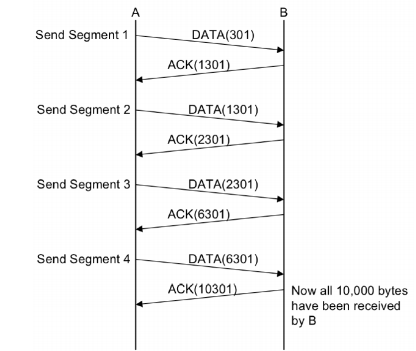 A B
Send Segment 1 DATA(301)
ACK(1301)
Send Segment 2 DATA(1301)
ACK(2301)
Send Segment 3 DATA(2301)
ACK(6301)
Send Segment 4 DATA(6301)
ACK(10301)
Now all 10,000 bytes
have been received
by B